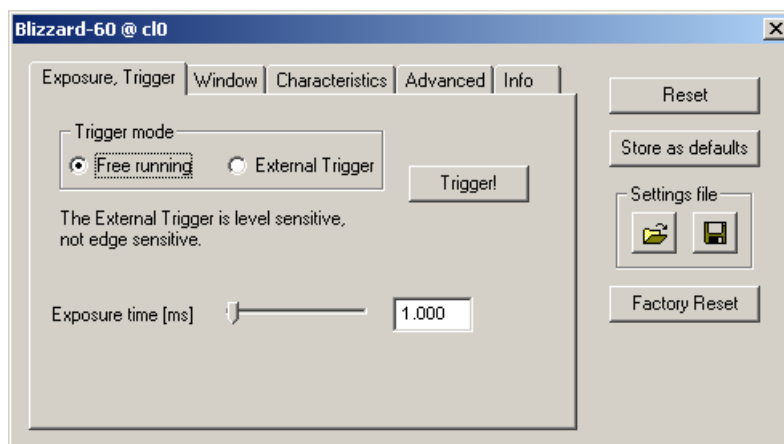 Blizzard-60 @ cl0
Exposure, Trigger Window Characteristics Advanced Info
Trigger mode
Free running External Trigger
Trigger!
The External Trigger is level sensitive,
not edge sensitive.
Exposure time [ms] 1.000
Reset
Store as defaults
Settings file
Factory Reset